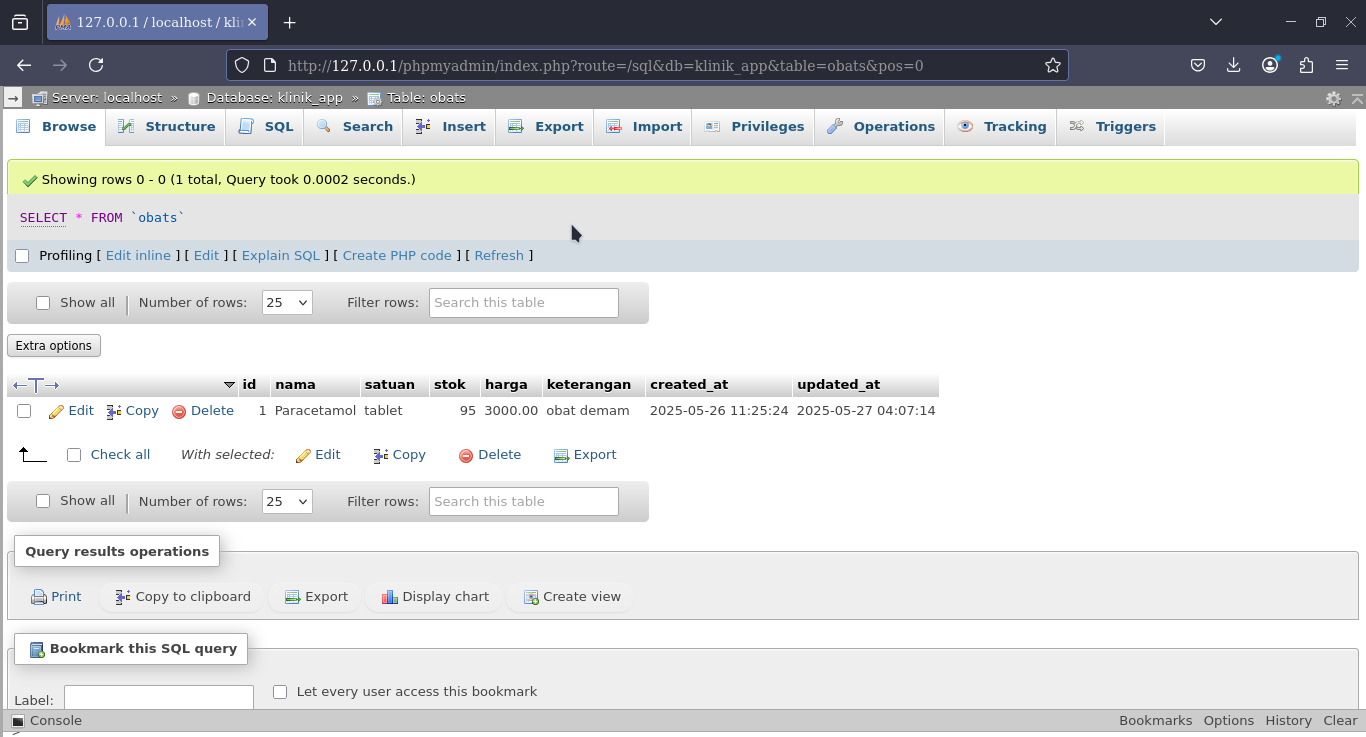 127.0.0.1 / localhost / kli
http://127.0.0.1/phpmyadmin/index.php?route=/sql&db=klinik_app&table=obats&pos=0
Server: localhost » Database: klinik_app » Table: obats
Browse Structure SQL Search Insert Export Import Privileges Operations Tracking Triggers
Showing rows 0 - 0 (1 total, Query took 0.0002 seconds.)
SELECT * FROM `obats`
Profiling [ Edit inline ] [ Edit ] [ Explain SQL ] [ Create PHP code ] [ Refresh ]
Show all Number of rows: 25 Filter rows: Search this table
Extra options
id nama satuan stok harga keterangan created_at updated_at
Edit Copy Delete 1 Paracetamol tablet 95 3000.00 obat demam 2025-05-26 11:25:24 2025-05-27 04:07:14
Check all With selected: Edit Copy Delete Export
Show all Number of rows: 25 Filter rows: Search this table
Query results operations
Print Copy to clipboard Export Display chart Create view
Bookmark this SQL query
Label: Let every user access this bookmark
Console Bookmarks Options History Clear